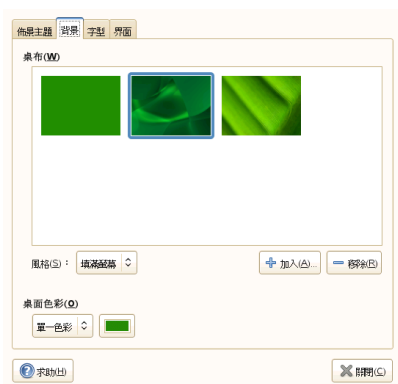 佈景主題 背景 字型 界面
桌布(W)
風格(S)： 填滿螢幕 加入(A)... 移除(R)
桌面色彩(O)
單一色彩
求助(H) 關閉(C)